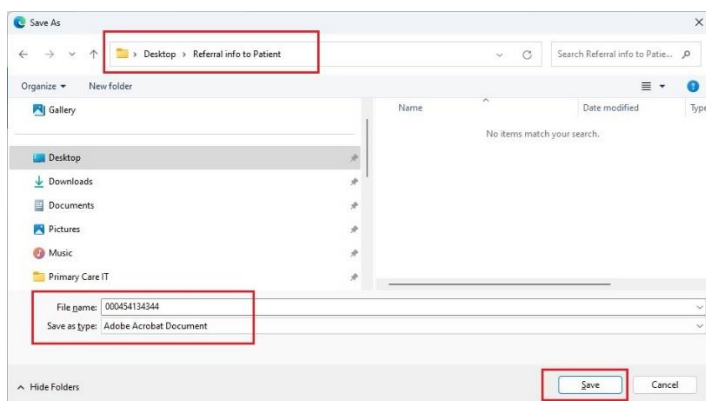 Save As
Desktop › Referral info to Patient
Search Referral info to Patie...
Organize
New folder
Gallery
Name
Date modified
Type
No items match your search.
Desktop
Downloads
Documents
Pictures
Music
Primary Care IT
File name: 000454134344
Save as type: Adobe Acrobat Document
Hide Folders
Save
Cancel